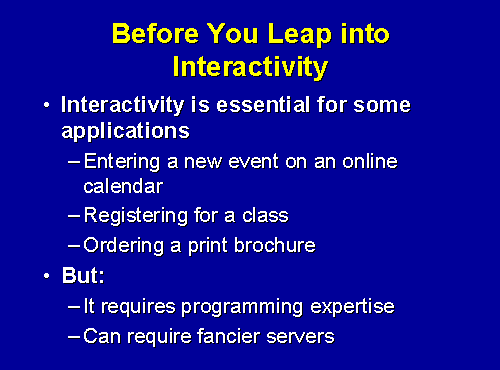 Before You Leap into
Interactivity
• Interactivity is essential for some
applications
–Entering a new event on an online
calendar
–Registering for a class
–Ordering a print brochure
• But:
–It requires programming expertise
–Can require fancier servers